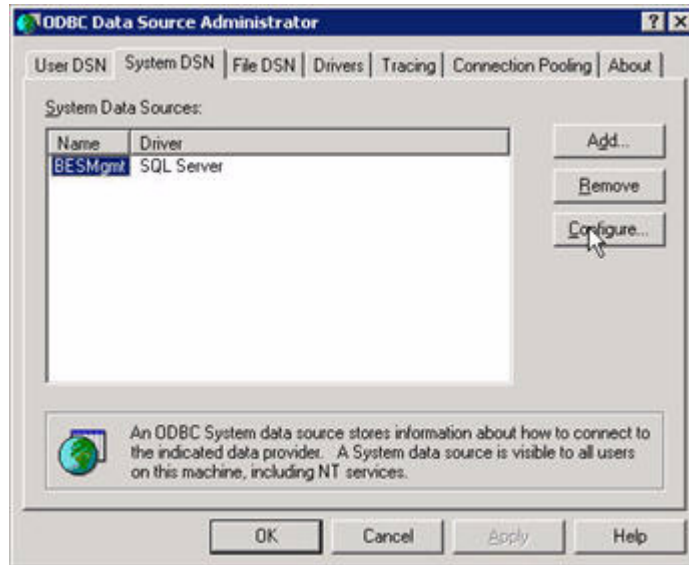 ODBC Data Source Administrator
User DSN System DSN File DSN Drivers Tracing Connection Pooling About
System Data Sources:
Name Driver
BESMgmt SQL Server
Add...
Remove
Configure...
An ODBC System data source stores information about how to connect to
the indicated data provider. A System data source is visible to all users
on this machine, including NT services.
OK Cancel Apply Help